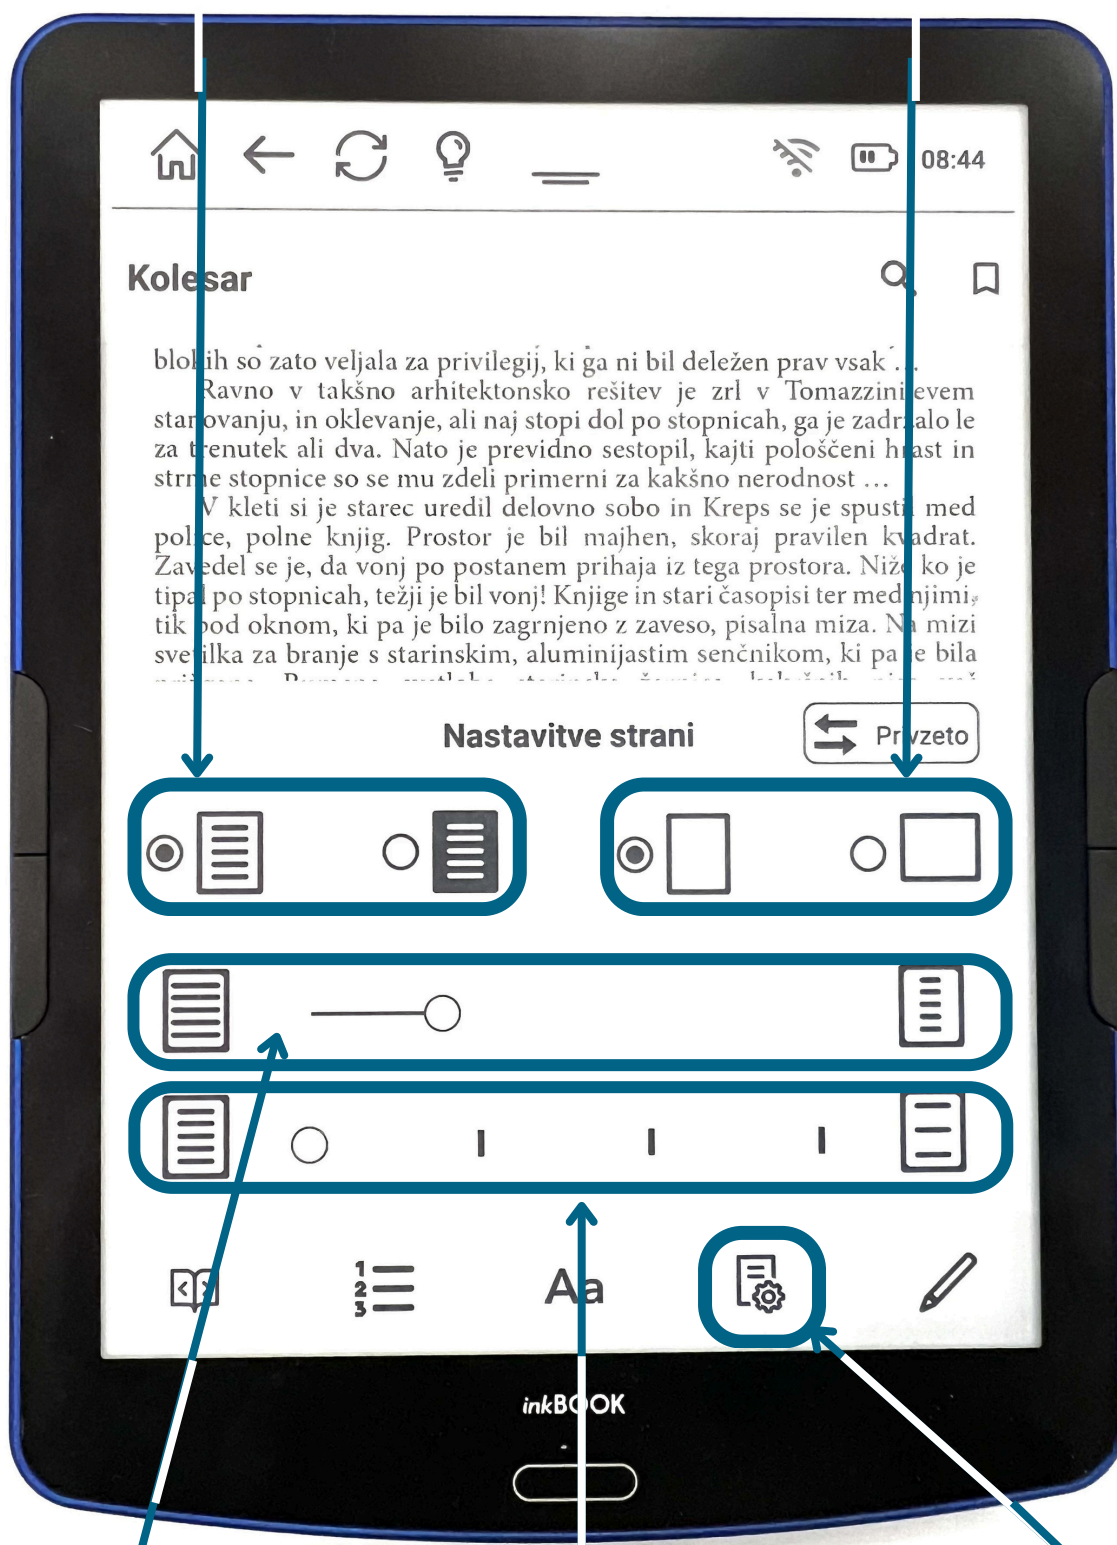 08:44
Kolesar
blokih so zato veljala za privilegij, ki ga ni bil deležen prav vsak ...
Ravno v takšno arhitektonsko rešitev je zrl v Tomazzinijevem
stanovanju, in oklevanje, ali naj stopi dol po stopnicah, ga je zadržalo le
za trenutek ali dva. Nato je previdno sestopil, kajti pološčeni hrast in
strme stopnice so se mu zdeli primerni za kakšno nerodnost ...
V kleti si je starec uredil delovno sobo in Kreps se je spustil med
police, polne knjig. Prostor je bil majhen, skoraj pravilen kvadrat.
Zavedel se je, da vonj po postanem prihaja iz tega prostora. Niže ko je
tipal po stopnicah, težji je bil vonj! Knjige in stari časopisi ter med njimi,
tik pod oknom, ki pa je bilo zagrnjeno z zaveso, pisalna miza. Na mizi
svetilka za branje s starinskim, aluminijastim senčnikom, ki pa je bila
Nastavitve strani
Privzeto
1
2
3
Aa
inkBOOK